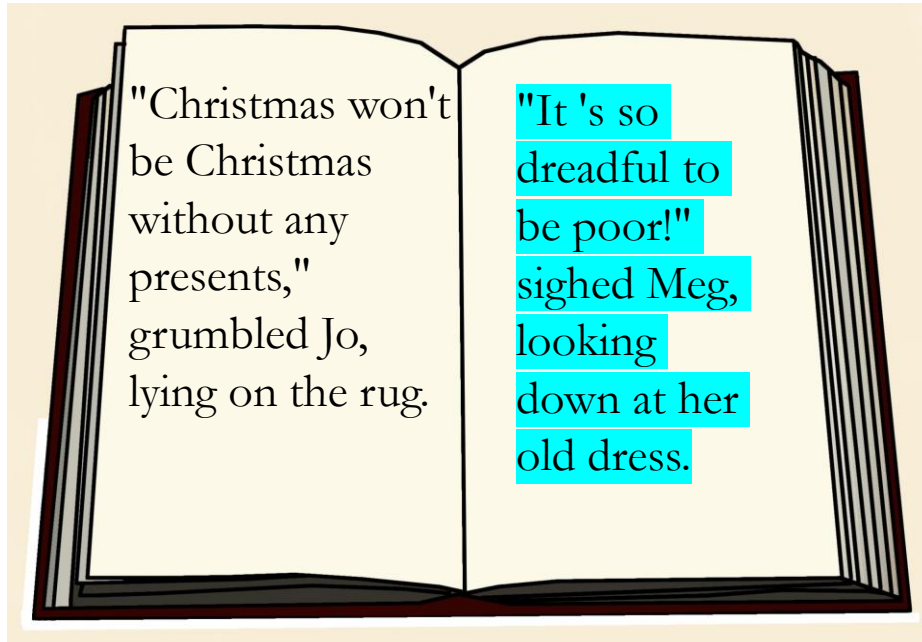 "Christmas won't
be Christmas
without any
presents,"
grumbled Jo,
lying on the rug.
"It 's so
dreadful to
be poor!"
sighed Meg,
looking
down at her
old dress.